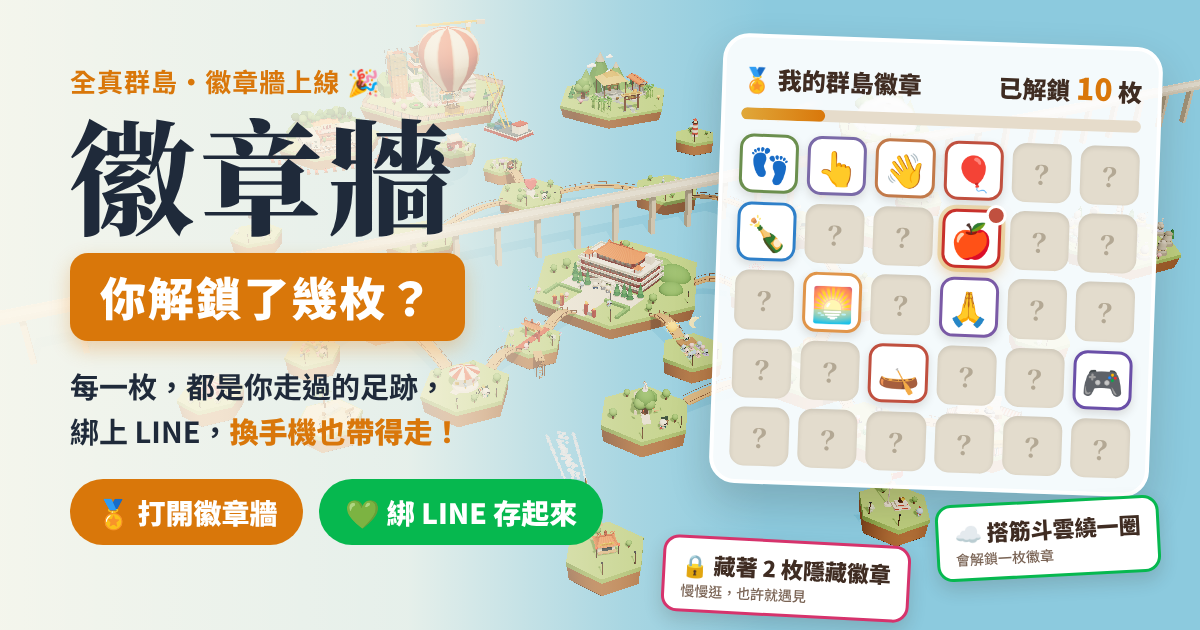 全真群島・徽章牆上線 🎉
徽章牆
你解鎖了幾枚？
每一枚，都是你走過的足跡，
綁上 LINE，換手機也帶得走！
🏅 打開徽章牆
💚 綁 LINE 存起來
🏅 我的群島徽章
已解鎖 10 枚
? ?
? ? ? ?
? ? ? ?
? ? ? ?
? ? ? ? ? ?
🔒 藏著 2 枚隱藏徽章
慢慢逛，也許就遇見
☁️ 搭筋斗雲繞一圈
會解鎖一枚徽章